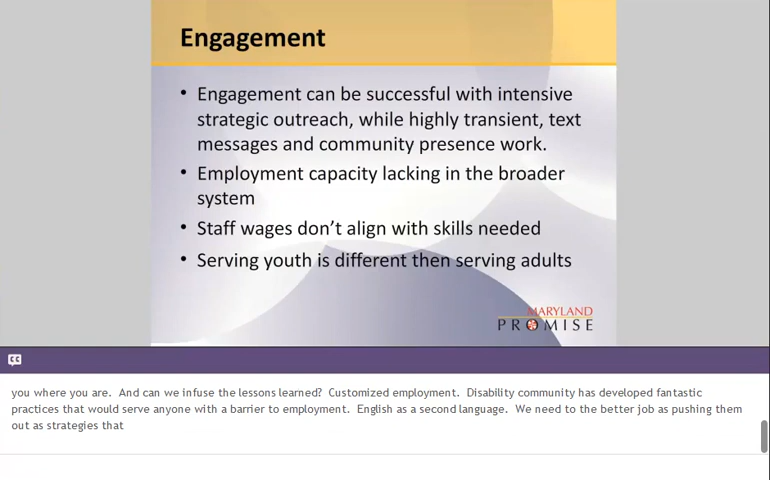 Engagement
• Engagement can be successful with intensive
strategic outreach, while highly transient, text
messages and community presence work.
• Employment capacity lacking in the broader
system
• Staff wages don’t align with skills needed
• Serving youth is different then serving adults
MARYLAND
PROMISE
CC
you where you are. And can we infuse the lessons learned? Customized employment. Disability community has developed fantastic
practices that would serve anyone with a barrier to employment. English as a second language. We need to the better job as pushing them
out as strategies that